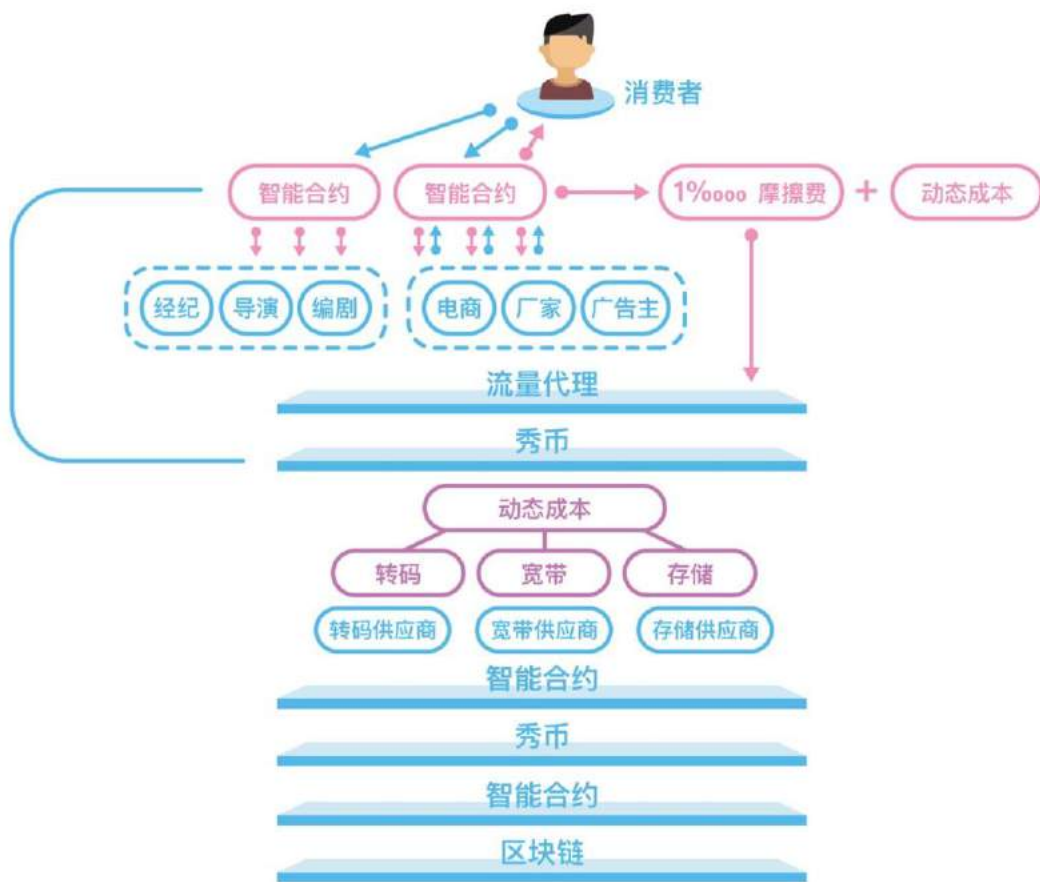 消费者
智能合约 智能合约 1‱oooo 摩擦费 + 动态成本
经纪 导演 编剧 电商 厂家 广告主
流量代理
秀币
动态成本
转码 宽带 存储
转码供应商 宽带供应商 存储供应商
智能合约
秀币
智能合约
区块链